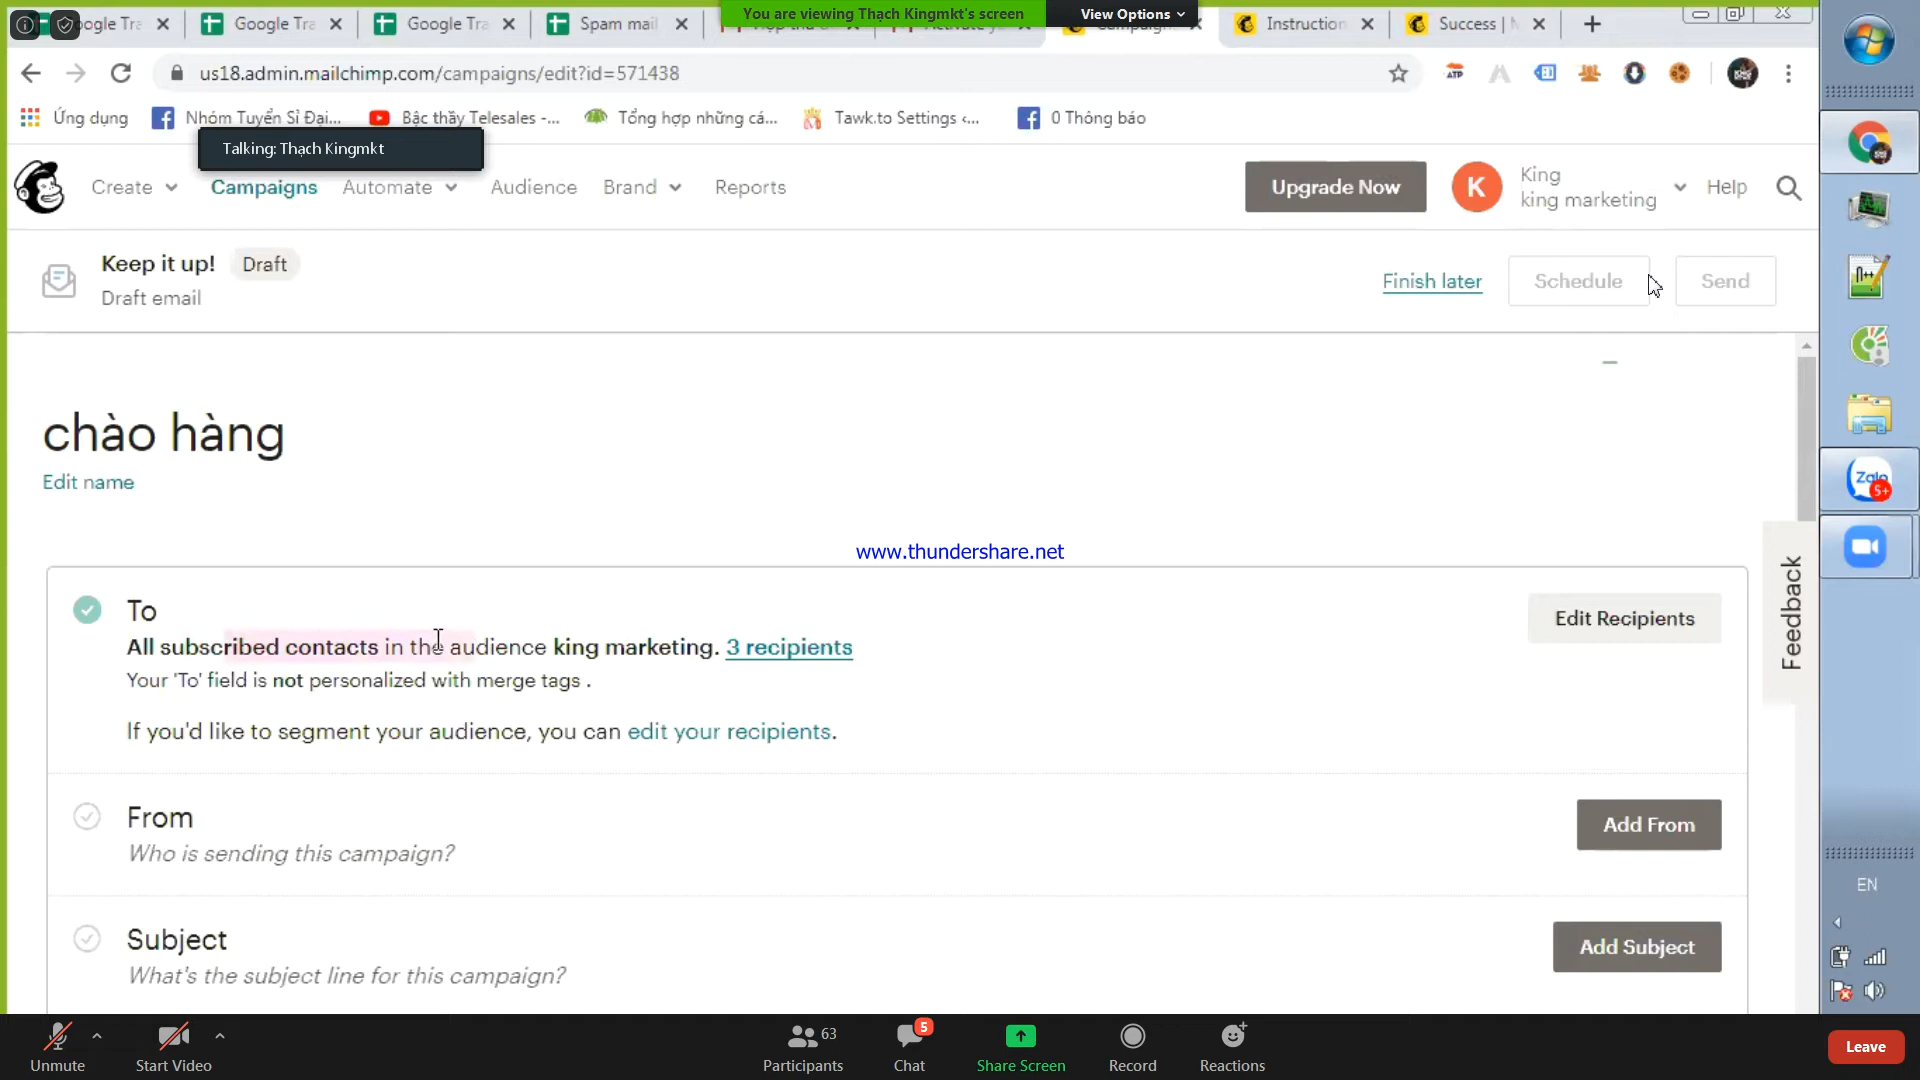 Google Tra
Google Tra
Spam mail
You are viewing Thạch Kingmkt's screen
View Options
Instruction
Success | M
us18.admin.mailchimp.com/campaigns/edit?id=571438
ATP
Ứng dụng
Nhóm Tuyển Sỉ Đại...
Bậc thầy Telesales -...
Tổng hợp những cá...
Tawk.to Settings ‹...
0 Thông báo
Talking: Thạch Kingmkt
Create
Campaigns
Automate
Audience
Brand
Reports
Upgrade Now
K
King
king marketing
Help
Keep it up!
Draft
Draft email
Finish later
Schedule
Send
chào hàng
Edit name
www.thundershare.net
To
All subscribed contacts in the audience king marketing. 3 recipients
Your 'To' field is not personalized with merge tags .
If you'd like to segment your audience, you can edit your recipients.
Edit Recipients
From
Who is sending this campaign?
Add From
Subject
What's the subject line for this campaign?
Add Subject
Feedback
Zalo
5+
EN
Unmute
Start Video
63
Participants
5
Chat
Share Screen
Record
Reactions
Leave